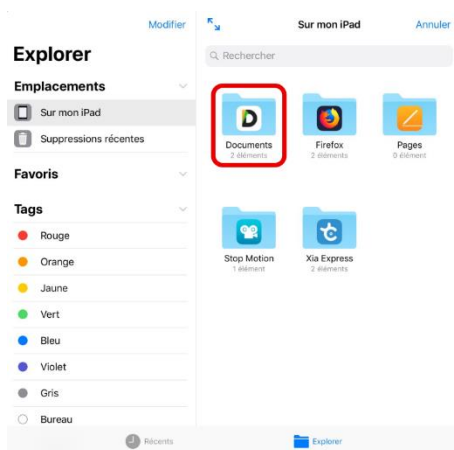 Modifier
Explorer
Emplacements
Sur mon iPad
Suppressions récentes
Favoris
Tags
Rouge
Orange
Jaune
Vert
Bleu
Violet
Gris
Bureau
Sur mon iPad
Annuler
Rechercher
Documents
2 éléments
Firefox
2 éléments
Pages
0 élément
Stop Motion
1 élément
Xia Express
2 éléments
Récents
Explorer